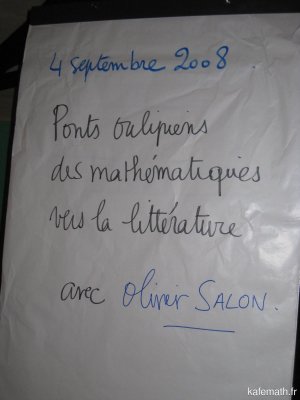 4 septembre 2008
Ponts oulipiens
des mathématiques
vers la littérature
avec Olivier SALON.
kafemath.fr